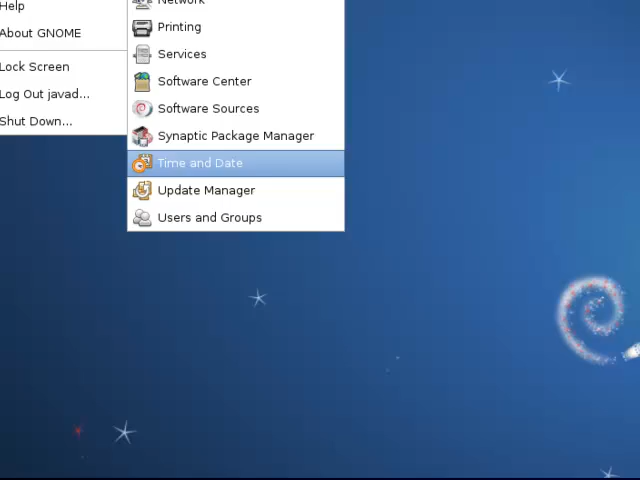 Help
About GNOME
Lock Screen
Log Out javad...
Shut Down...
Network
Printing
Services
Software Center
Software Sources
Synaptic Package Manager
Time and Date
Update Manager
Users and Groups